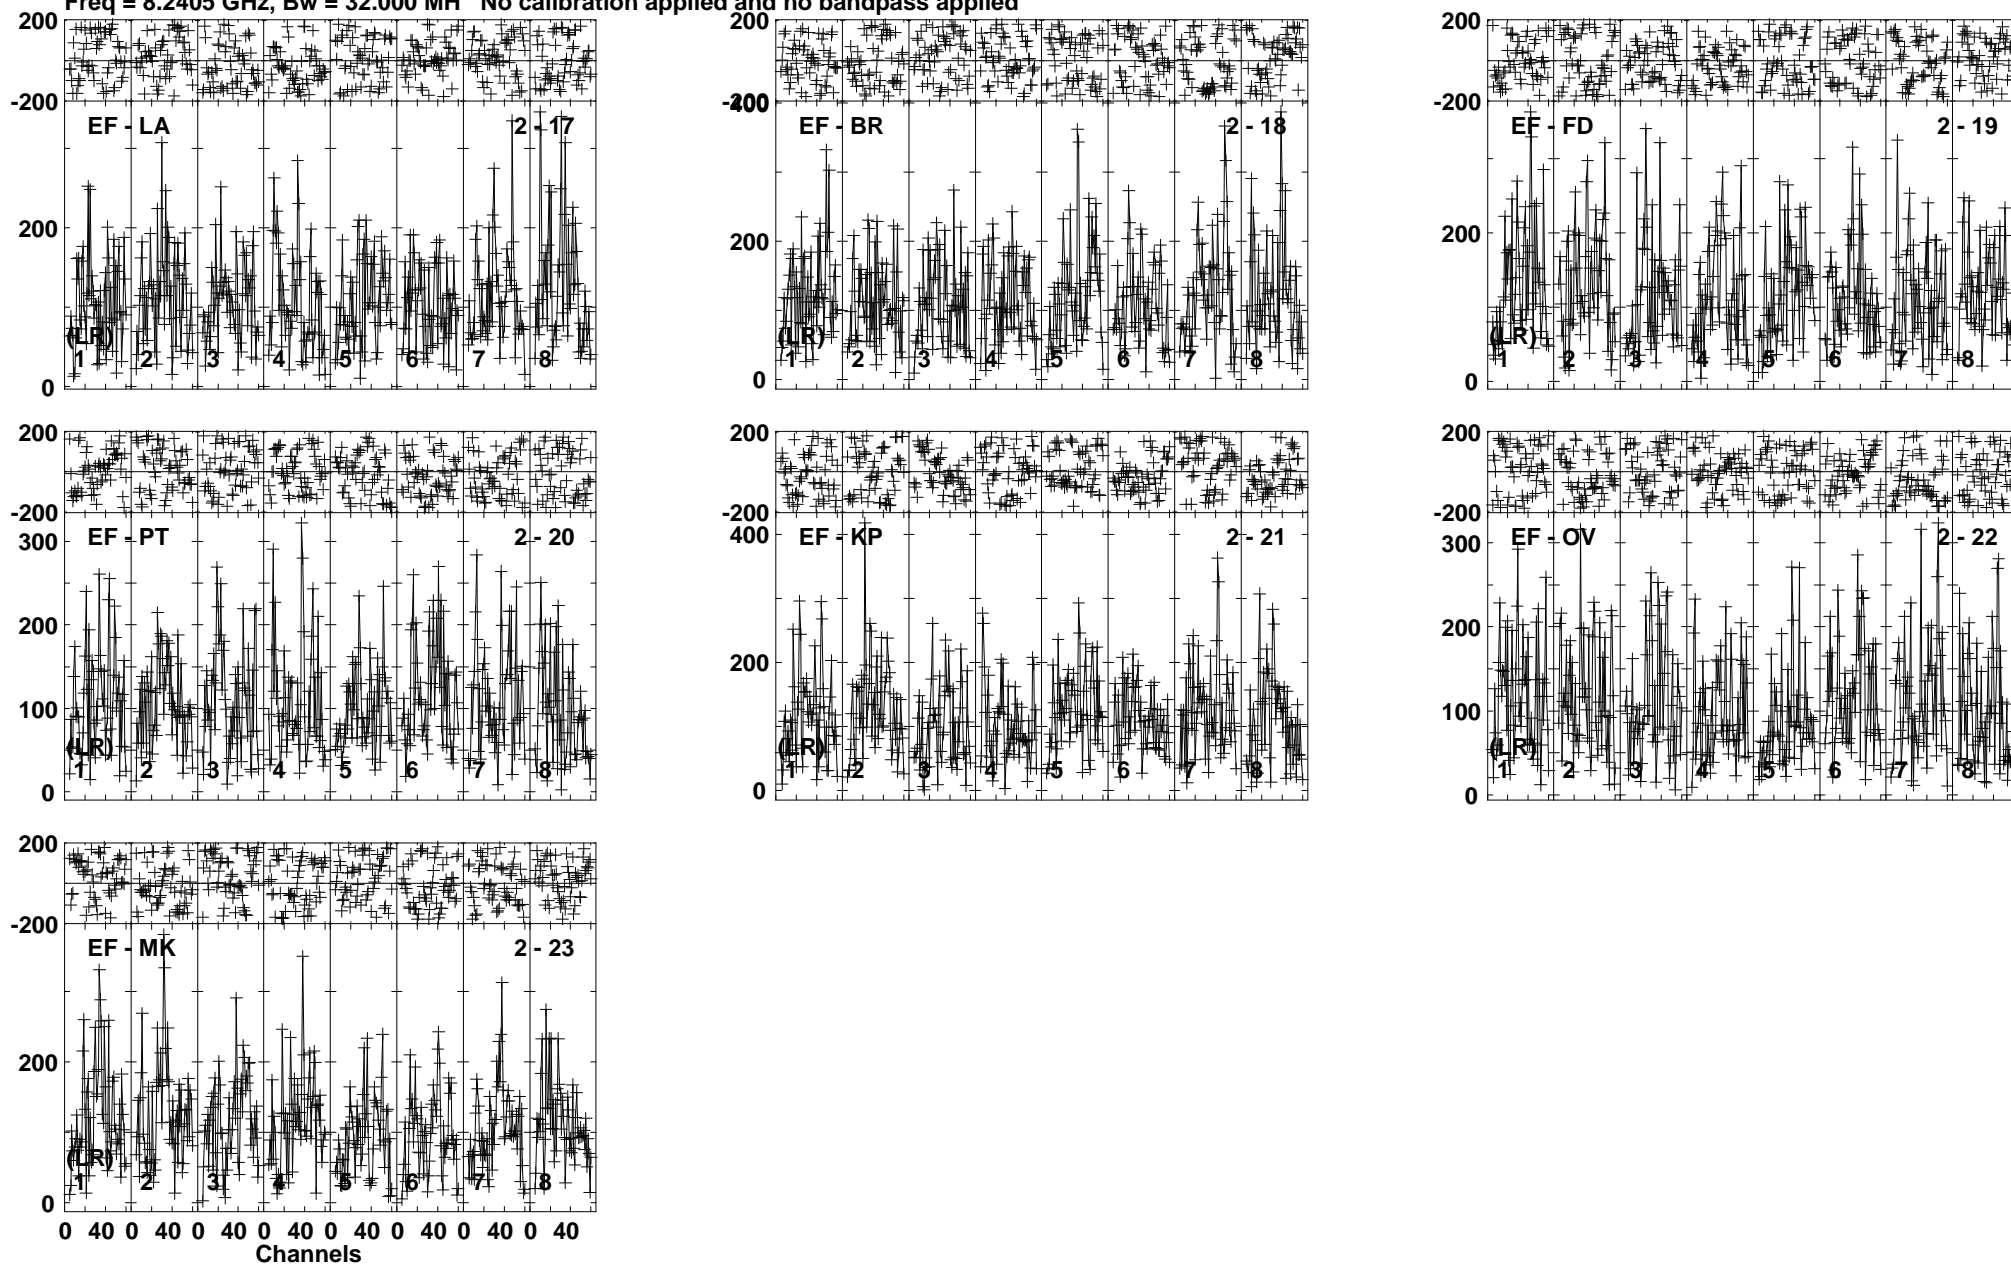 Freq = 8.2405 GHz, Bw = 32.000 MH No calibration applied and no bandpass applied
200 200 200
-200 -200 -200
400
EF - LA 2 - 17 EF - BR 2 - 18 EF - FD 2 - 19
200 200 200
(LR) (LR) (LR)
1 2 3 4 5 6 7 8 1 2 3 4 5 6 7 8 1 2 3 4 5 6 7 8
0 0 0
200 200 200
-200 -200 -200
300 400 300
EF - PT 2 - 20 EF - KP 2 - 21 EF - OV 2 - 22
200 200 200
100 100
(LR) (LR) (LR)
1 2 3 4 5 6 7 8 1 2 3 4 5 6 7 8 1 2 3 4 5 6 7 8
0 0 0
200
-200
EF - MK 2 - 23
200
(LR)
1 2 3 4 5 6 7 8
0
0 40 0 40 0 40 0 40 0 40 0 40 0 40 0 40
Channels